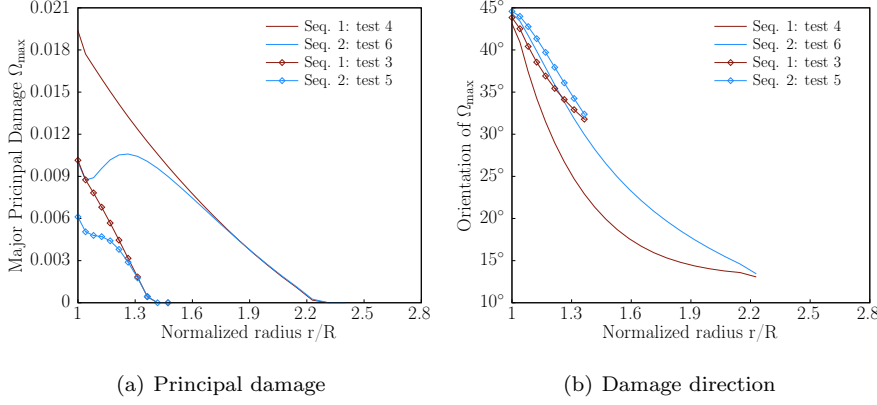 0.021
0.018
0.015
0.012
0.009
0.006
0.003
0
1
1.3
1.6
1.9
2.2
2.5
2.8
Major Pricinpal Damage Ωmax
Normalized radius r/R
Seq. 1: test 4
Seq. 2: test 6
Seq. 1: test 3
Seq. 2: test 5
(a) Principal damage
45°
40°
35°
30°
25°
20°
15°
10°
1
1.3
1.6
1.9
2.2
2.5
2.8
Orientation of Ωmax
Normalized radius r/R
Seq. 1: test 4
Seq. 2: test 6
Seq. 1: test 3
Seq. 2: test 5
(b) Damage direction